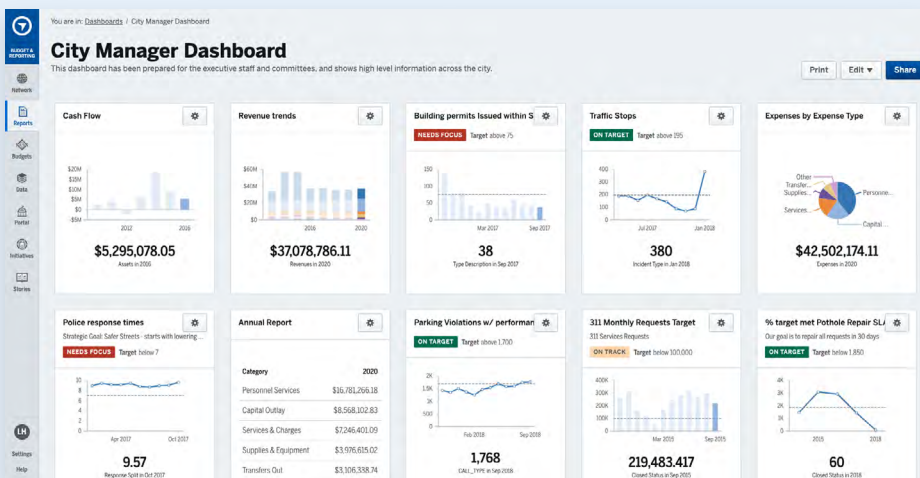 You are in: Dashboards / City Manager Dashboard
City Manager Dashboard
This dashboard has been prepared for the executive staff and committees, and shows high level information across the city.
Print
Edit
Share
BUDGET &
REPORTING
Network
Reports
Budgets
Data
Portal
Initiatives
Stories
LH
Settings
Help
Cash Flow
$20M
$15M
$10M
$5M
$0
-$5M
2012
2016
$5,295,078.05
Assets in 2016
Revenue trends
$60M
$40M
$20M
$0
2016
2020
$37,078,786.11
Revenues in 2020
Building permits Issued within S
NEEDS FOCUS Target above 75
150
100
50
0
Mar 2017
Sep 2017
38
Type Description in Sep 2017
Traffic Stops
ON TARGET Target above 195
400
300
200
100
0
Jul 2017
Jan 2018
380
Incident Type in Jan 2018
Expenses by Expense Type
Other
Transfer...
Supplies...
Services...
Personne...
Capital ...
$42,502,174.11
Expenses in 2020
Police response times
Strategic Goal: Safer Streets - starts with lowering ...
NEEDS FOCUS Target below 7
10
8
6
4
2
0
Apr 2017
Oct 2017
9.57
Response Split in Oct 2017
Annual Report
Category 2020
Personnel Services $16,781,266.18
Capital Outlay $8,568,102.83
Services & Charges $7,246,401.09
Supplies & Equipment $3,976,615.02
Transfers Out $3,106,338.74
Parking Violations w/ performan
ON TARGET Target above 1,700
2K
1.5K
1K
500
0
Feb 2018
Sep 2018
1,768
CALL_TYPE in Sep 2018
311 Monthly Requests Target
311 Services Requests
ON TRACK Target below 100,000
400K
300K
200K
100K
0
Mar 2015
Sep 2015
219,483.417
Closed Status in Sep 2015
% target met Pothole Repair SLA
Our goal is to repair all requests in 30 days
ON TARGET Target below 1,850
4K
3K
2K
1K
0
2015
2018
60
Closed Status in 2018